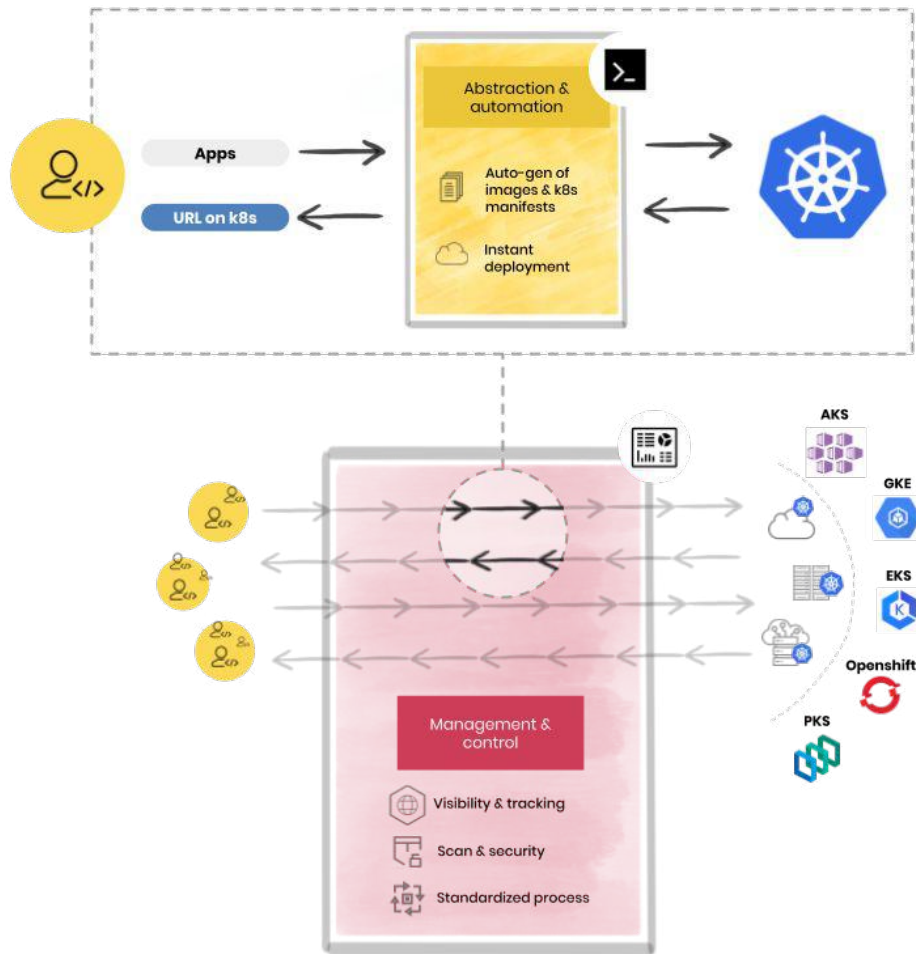 Abstraction &
automation
Apps
Auto-gen of
images & k8s
manifests
URL on k8s
Instant
deployment
AKS
GKE
EKS
Openshift
PKS
Management &
control
Visibility & tracking
Scan & security
Standardized process